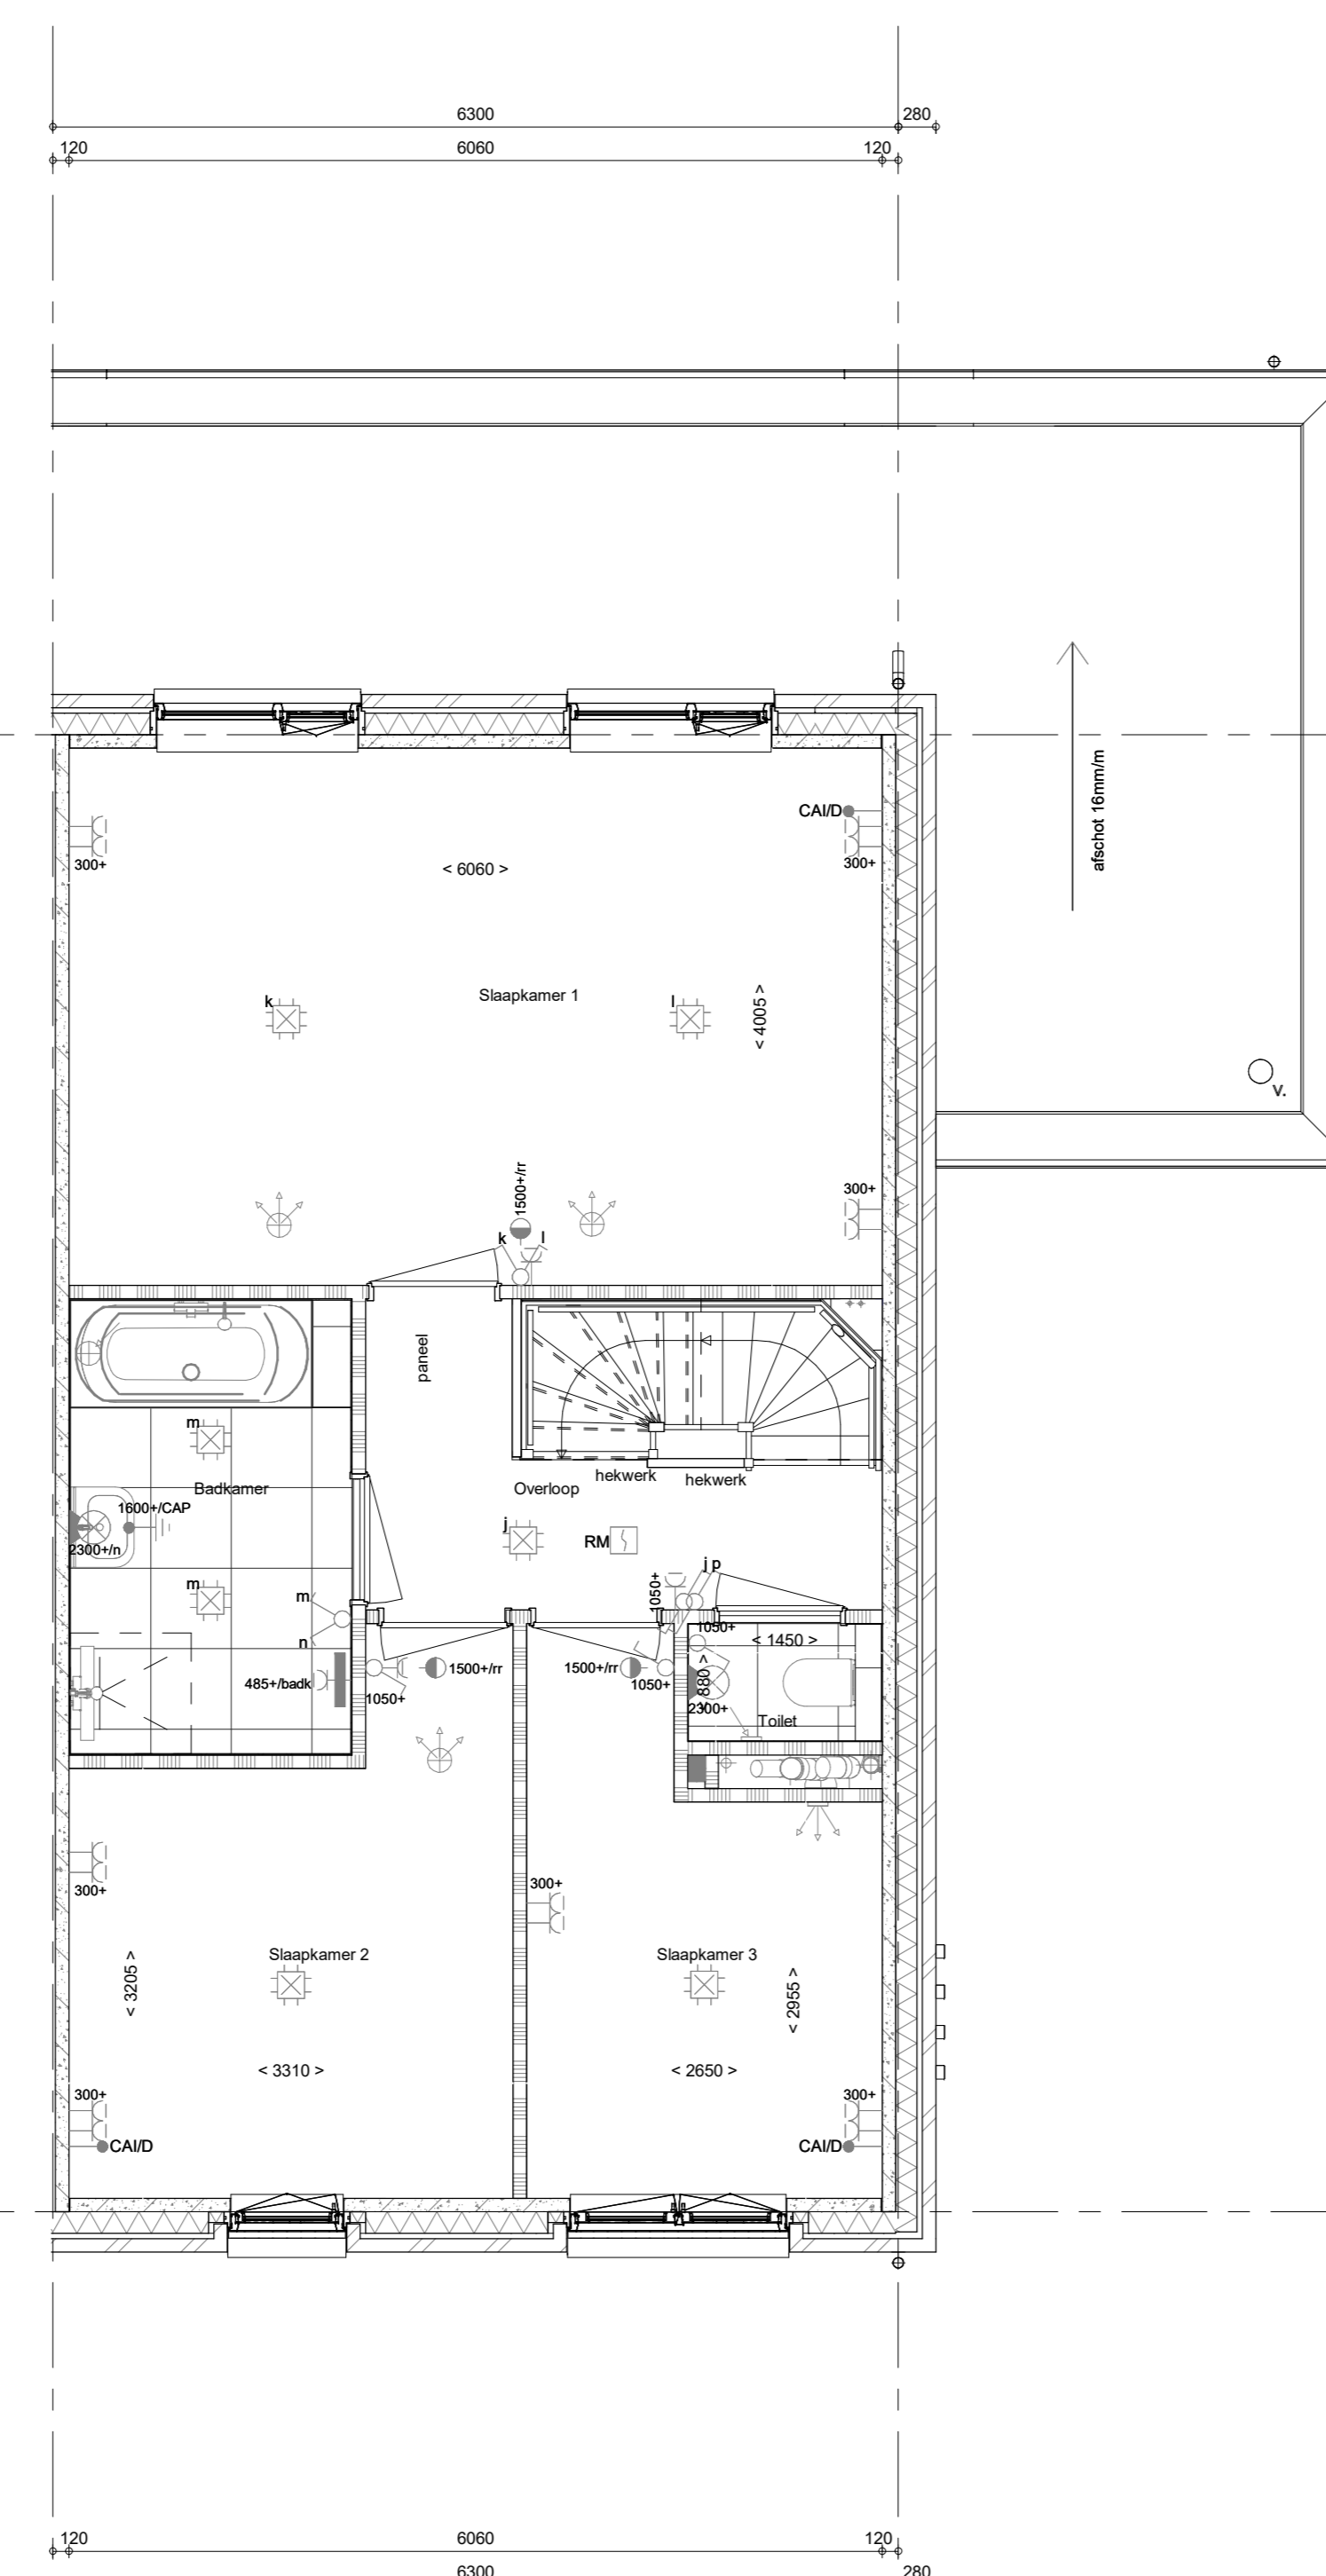 6300
280
120
6060
120
afschot 16mm/m
CAI/D
300+
300+
< 6060 >
Slaapkamer 1
k
l
< 4005 >
V.
1500+/rr
300+
k
l
paneel
m
hekwerk
hekwerk
Badkamer
Overloop
1600+/CAP
j
RM
2300+/n
m
m
j p
1050+
1050+
n
< 1450 >
485+/badk
1500+/rr
1500+/rr
1050+
1050+
880 >
2300+
Toilet
300+
300+
Slaapkamer 2
Slaapkamer 3
< 3205 >
< 2955 >
< 3310 >
< 2650 >
300+
300+
CAI/D
CAI/D
120
6060
120
6300
280